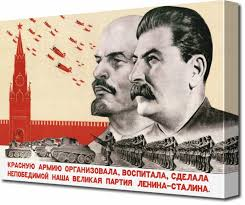 КРАСНУЮ АРМИЮ ОРГАНИЗОВАЛА, ВОСПИТАЛА, СДЕЛАЛА
НЕПОБЕДИМОЙ НАША ВЕЛИКАЯ ПАРТИЯ ЛЕНИНА-СТАЛИНА.